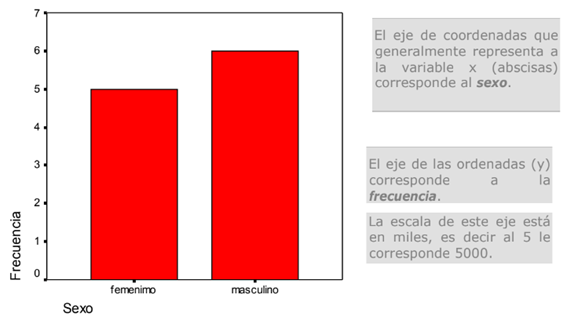 7
6
5
4
3
2
1
0
Frecuencia
femenimo
masculino
Sexo
El eje de coordenadas que
generalmente representa a
la variable x (abscisas)
corresponde al sexo.
El eje de las ordenadas (y)
corresponde a la
frecuencia.
La escala de este eje está
en miles, es decir al 5 le
corresponde 5000.